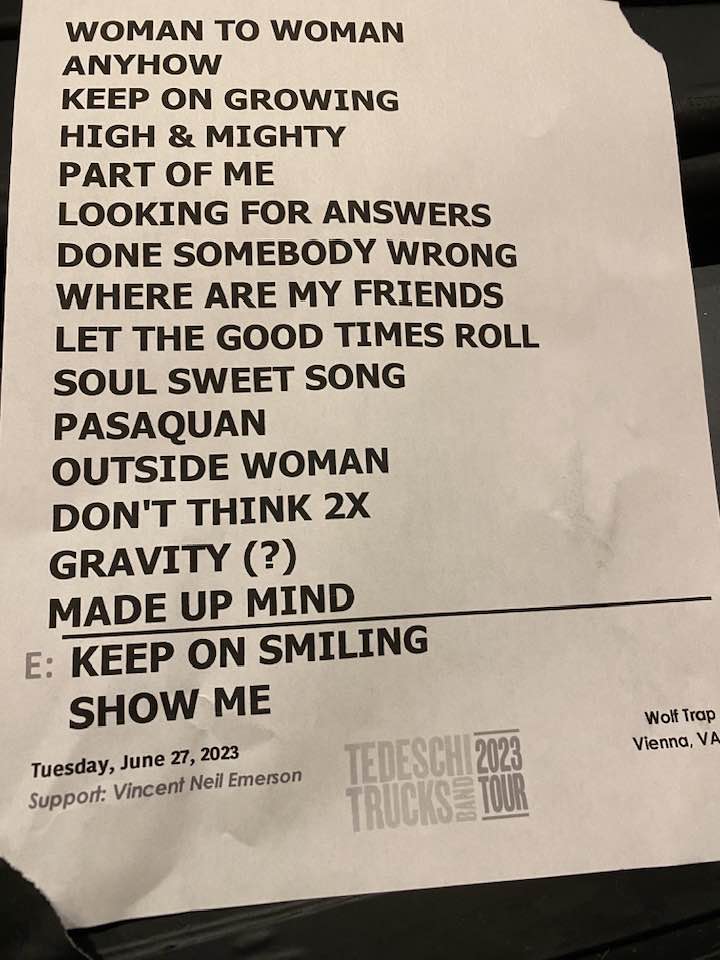 WOMAN TO WOMAN
ANYHOW
KEEP ON GROWING
HIGH & MIGHTY
PART OF ME
LOOKING FOR ANSWERS
DONE SOMEBODY WRONG
WHERE ARE MY FRIENDS
LET THE GOOD TIMES ROLL
SOUL SWEET SONG
PASAQUAN
OUTSIDE WOMAN
DON'T THINK 2X
GRAVITY (?)
MADE UP MIND
E: KEEP ON SMILING
SHOW ME
Tuesday, June 27, 2023
Support: Vincent Neil Emerson
TEDESCHI
TRUCKS BAND
2023
TOUR
Wolf Trap
Vienna, VA